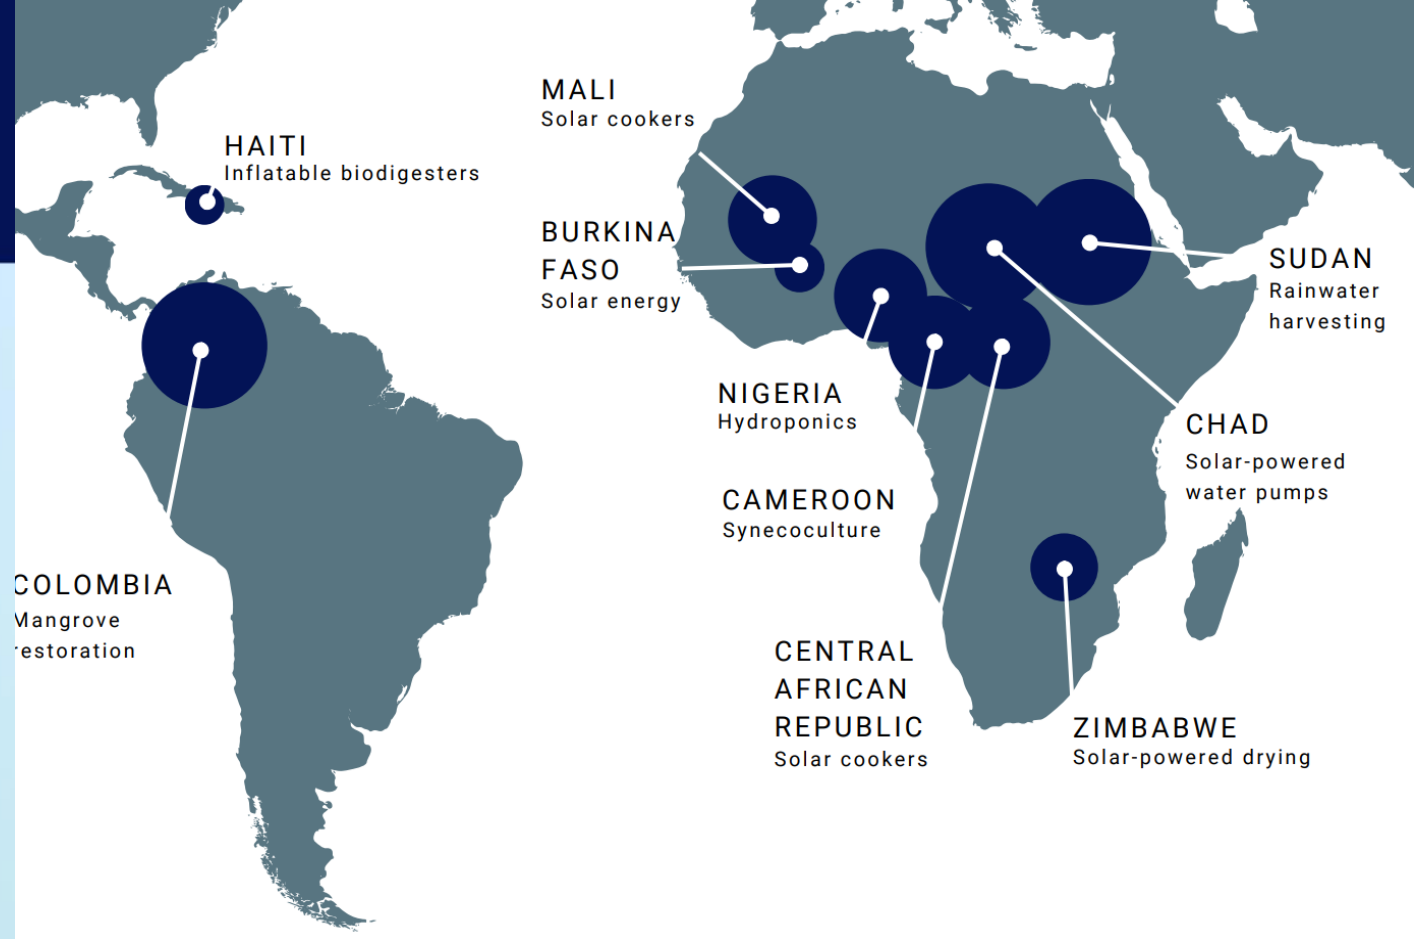 MALI
Solar cookers
HAITI
Inflatable biodigesters
BURKINA
FASO
Solar energy
SUDAN
Rainwater
harvesting
NIGERIA
Hydroponics
CHAD
Solar-powered
water pumps
CAMEROON
Synecoculture
COLOMBIA
Mangrove
restoration
CENTRAL
AFRICAN
REPUBLIC
Solar cookers
ZIMBABWE
Solar-powered drying